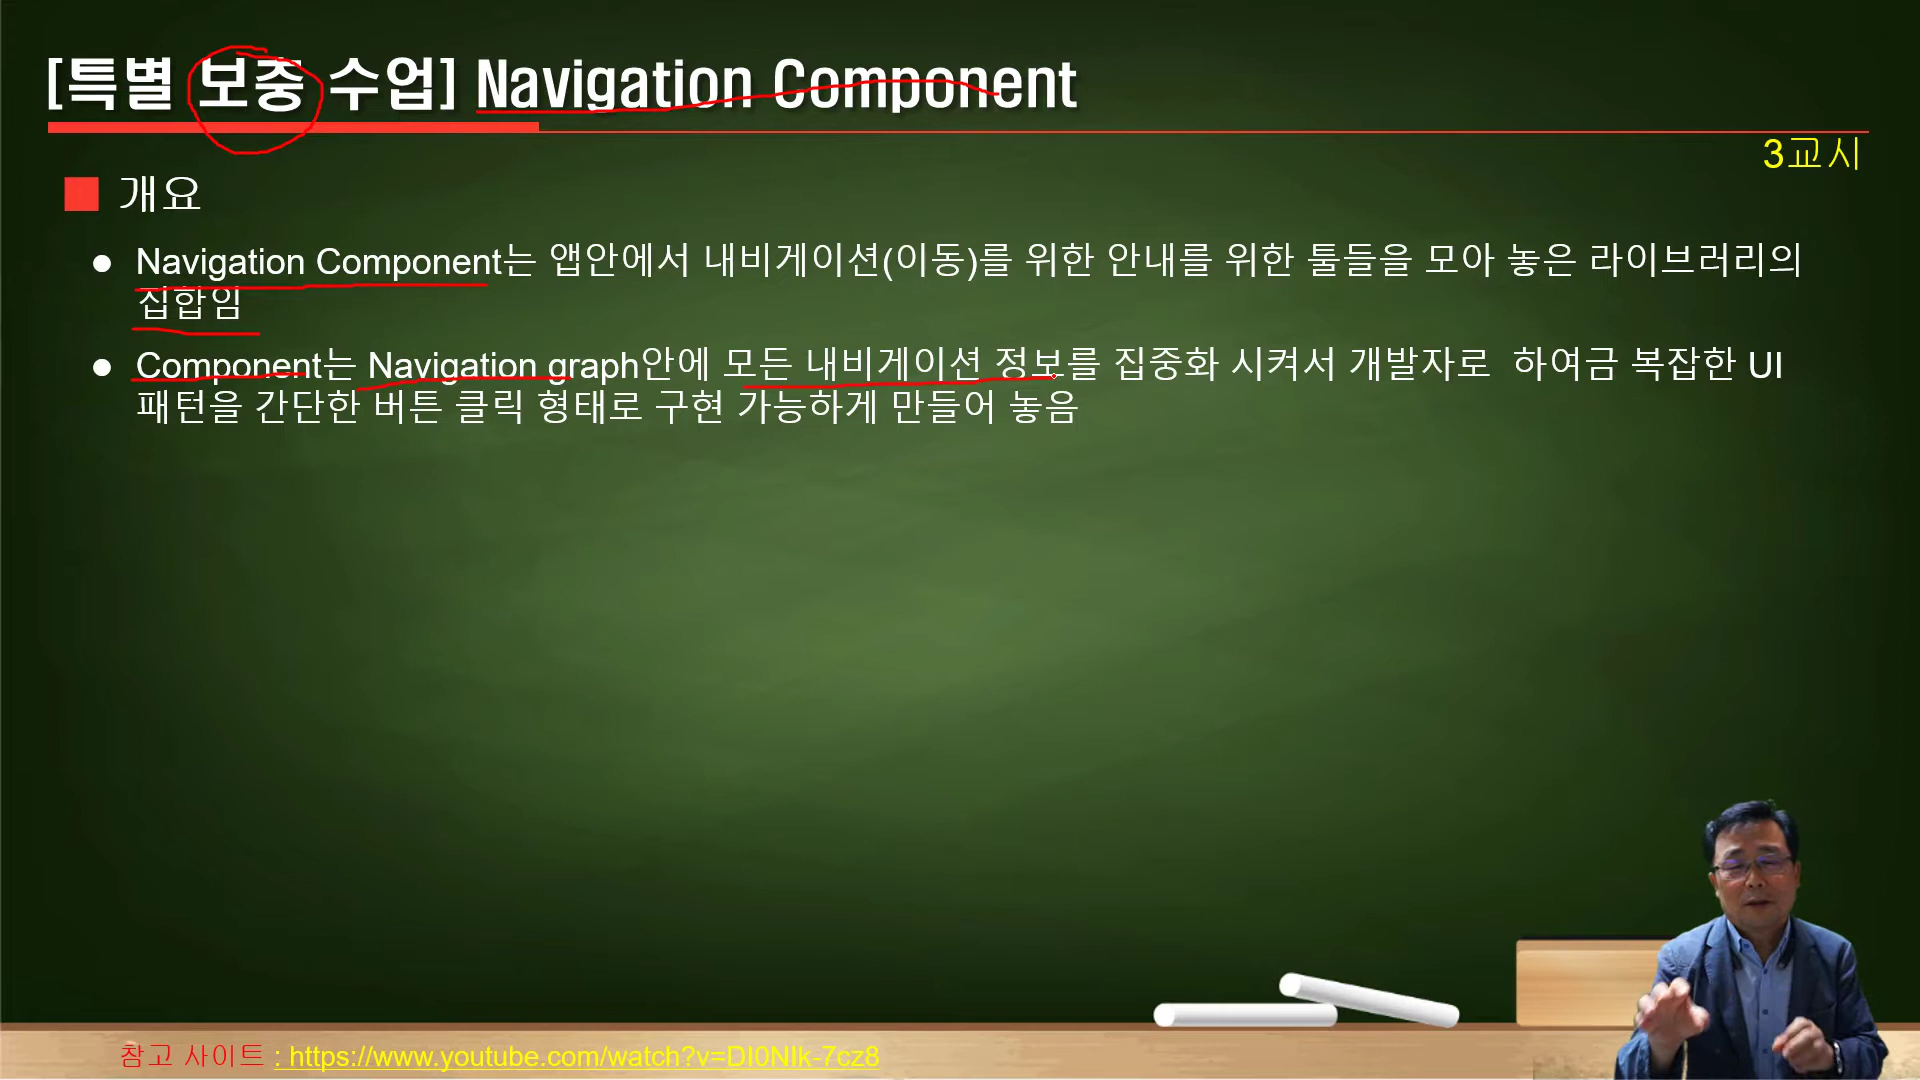 [특별 보충 수업] Navigation Component
3교시
개요
Navigation Component는 앱안에서 내비게이션(이동)를 위한 안내를 위한 툴들을 모아 놓은 라이브러리의
집합임
Component는 Navigation graph안에 모든 내비게이션 정보를 집중화 시켜서 개발자로 하여금 복잡한 UI
패턴을 간단한 버튼 클릭 형태로 구현 가능하게 만들어 놓음
참고 사이트 : https://www.youtube.com/watch?v=DI0NIk-7cz8